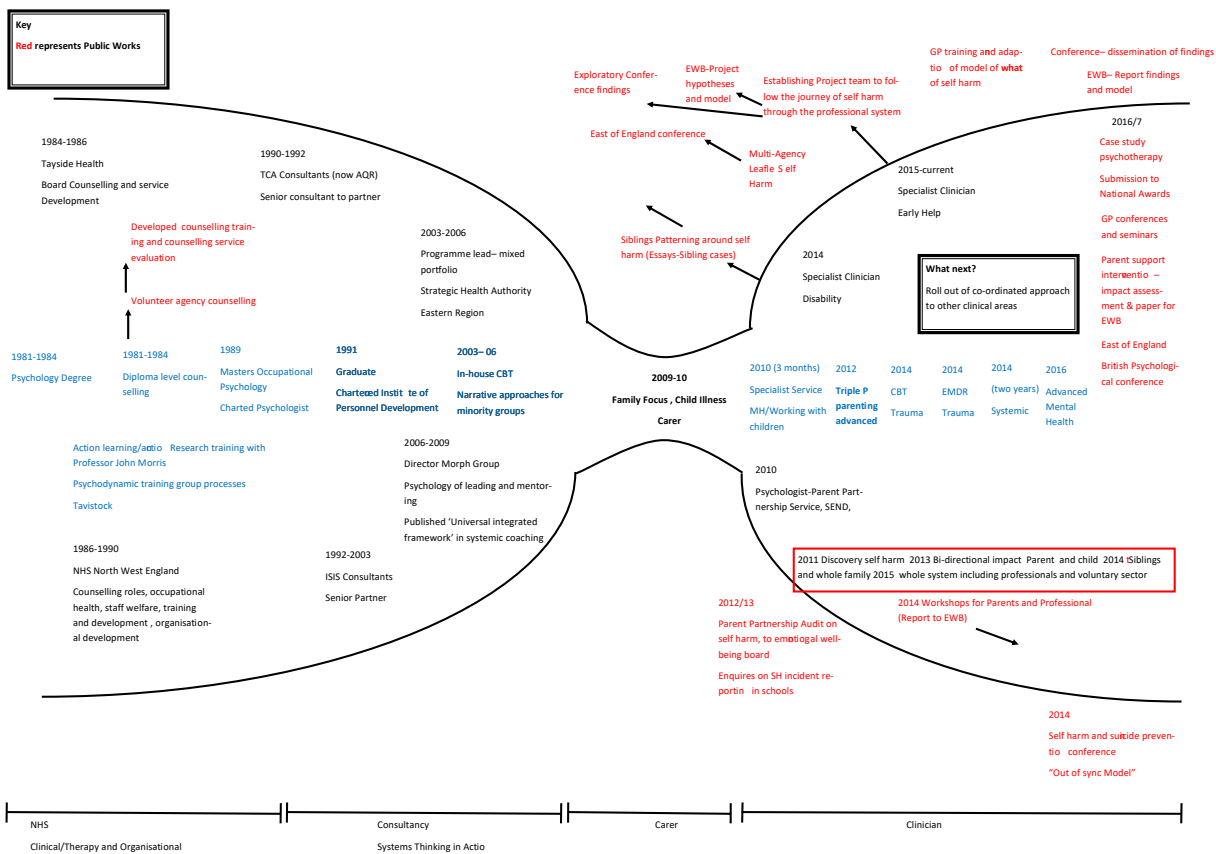 Key
Red represents Public Works
1984-1986
Tayside Health
Board Counselling and service
Development
1990-1992
TCA Consultants (now AQR)
Senior consultant to partner
Developed counselling train-
ing and counselling service
evaluation
Volunteer agency counselling
2003-2006
Programme lead– mixed
portfolio
Strategic Health Authority
Eastern Region
1981-1984
Psychology Degree
1981-1984
Diploma level coun-
selling
1989
Masters Occupational
Psychology
Charted Psychologist
1991
Graduate
Chartered Instit te of
Personnel Development
2003– 06
In-house CBT
Narrative approaches for
minority groups
Action learning/actio Research training with
Professor John Morris
Psychodynamic training group processes
Tavistock
2006-2009
Director Morph Group
Psychology of leading and mentor-
ing
Published ‘Universal integrated
framework’ in systemic coaching
1986-1990
NHS North West England
Counselling roles, occupational
health, staff welfare, training
and development , organisation-
al development
1992-2003
ISIS Consultants
Senior Partner
2009-10
Family Focus , Child Illness
Carer
Exploratory Confer-
ence findings
EWB-Project
hypotheses
and model
Establishing Project team to fol-
low the journey of self harm
through the professional system
East of England conference
Multi-Agency
Leafle S elf
Harm
Siblings Patterning around self
harm (Essays-Sibling cases)
GP training and adap-
tio of model of what
of self harm
Conference– dissemination of findings
EWB– Report findings
and model
2015-current
Specialist Clinician
Early Help
2014
Specialist Clinician
Disability
What next?
Roll out of co-ordinated approach
to other clinical areas
2016/7
Case study
psychotherapy
Submission to
National Awards
GP conferences
and seminars
Parent support
interventio –
impact assess-
ment & paper for
EWB
East of England
British Psychologi-
cal conference
2010 (3 months)
Specialist Service
MH/Working with
children
2012
Triple P
parenting
advanced
2014
CBT
Trauma
2014
EMDR
Trauma
2014
(two years)
Systemic
2016
Advanced
Mental
Health
2010
Psychologist-Parent Part-
nership Service, SEND,
2011 Discovery self harm 2013 Bi-directional impact Parent and child 2014 Siblings
and whole family 2015 whole system including professionals and voluntary sector
2012/13
Parent Partnership Audit on
self harm, to emotiogal well-
being board
Enquires on SH incident re-
portin in schools
2014 Workshops for Parents and Professional
(Report to EWB)
2014
Self harm and suicide preven-
tio conference
“Out of sync Model”
NHS
Clinical/Therapy and Organisational
Consultancy
Systems Thinking in Actio
Carer
Clinician